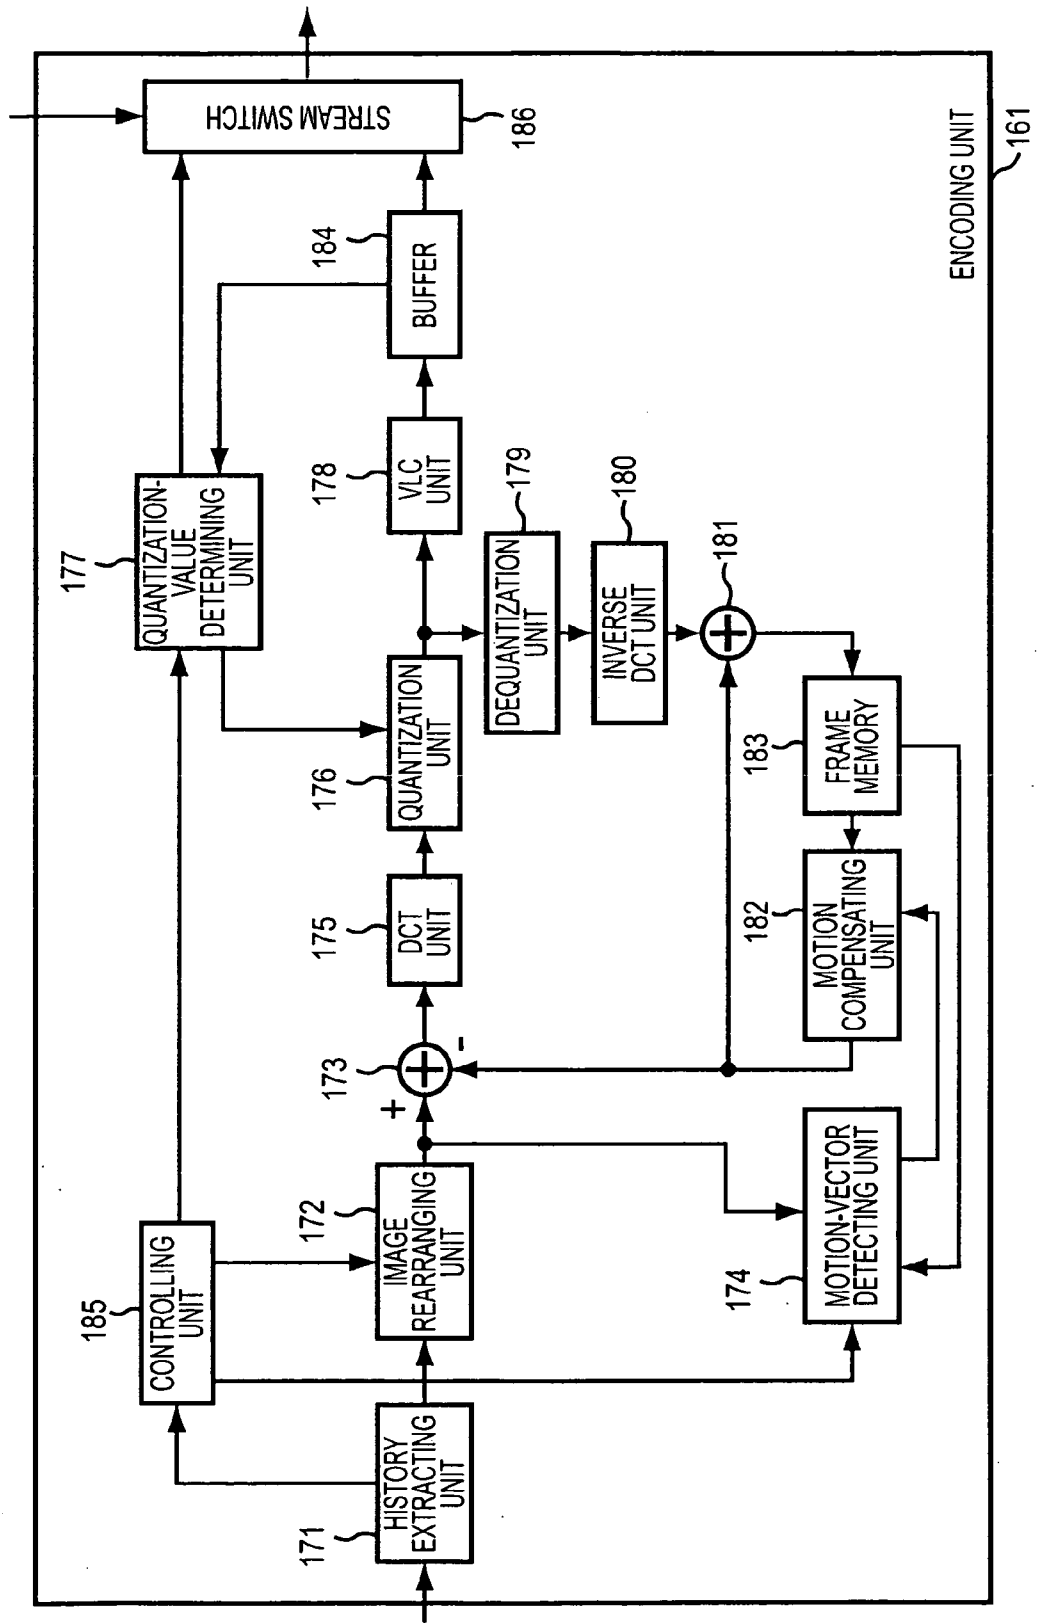 171
HISTORY
EXTRACTING
UNIT
185
CONTROLLING
UNIT
172
IMAGE
REARRANGING
UNIT
+
173
-
175
DCT
UNIT
176
QUANTIZATION
UNIT
177
QUANTIZATION-
VALUE
DETERMINING
UNIT
178
VLC
UNIT
184
BUFFER
STREAM SWITCH
186
179
DEQUANTIZATION
UNIT
180
INVERSE
DCT UNIT
181
183
FRAME
MEMORY
182
MOTION
COMPENSATING
UNIT
174
MOTION-VECTOR
DETECTING UNIT
ENCODING UNIT
161